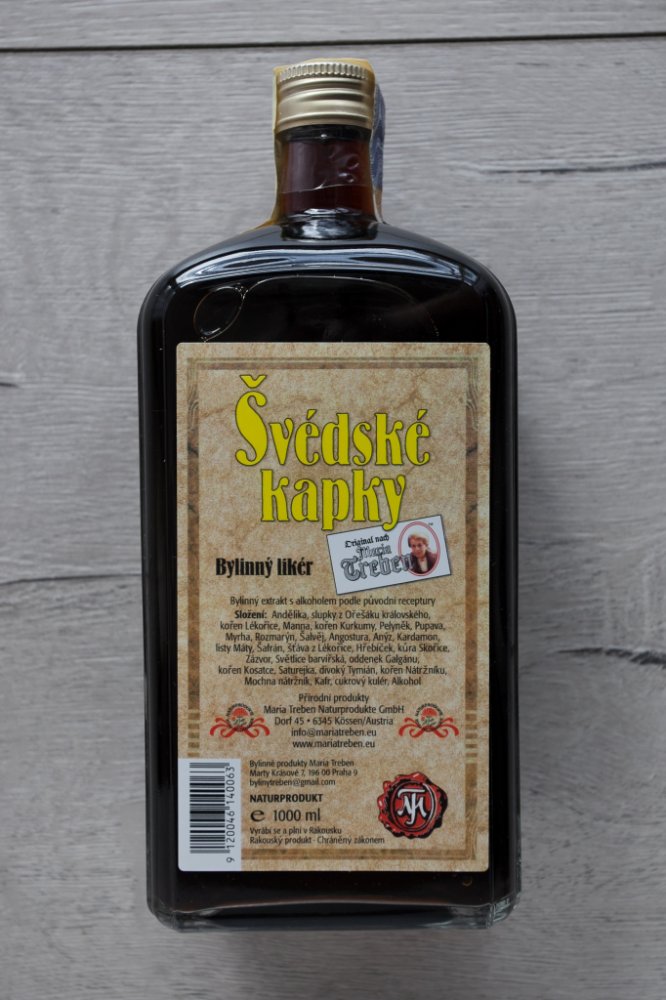 Švédské
kapky
Original nach
Maria
Treben
Bylinný likér
Bylinný extrakt s alkoholem podle původní receptury
Složení: Andělika, slupky z Ořešáku královského,
kořen Lékořice, Manna, kořen Kurkumy, Pelyněk, Pupava,
Myrha, Rozmarýn, Šalvěj, Angostura, Anýz, Kardamon,
listy Máty, Šafrán, šťáva z Lékořice, Hřebíček, kůra Skořice,
Zázvor, Světlice barvířská, oddenek Galgánu,
kořen Kosatce, Saturejka, divoký Tymián, kořen Nátržníku,
Mochna nátržník, Kafr, cukrový kulér, Alkohol
Přírodní produkty
Maria Treben Naturprodukte GmbH
Dorf 45 • 6345 Kössen/Austria
info@mariatreben.eu
www.mariatreben.eu
Bylinné produkty Maria Treben
Marty Krásové 7, 196 00 Praha 9
bylinytreben@gmail.com
NATURPRODUKT
e 1000 ml
Vyrábí se a plní v Rakousku
Rakouský produkt - Chráněný zákonem
9 120046 140063